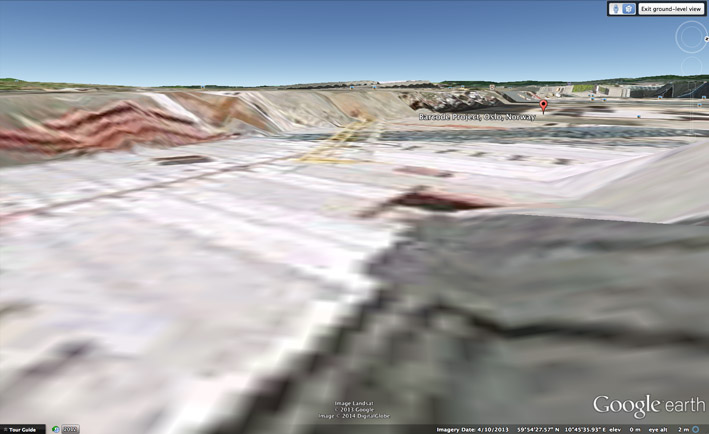 Exit ground-level view
Barcode Project, Oslo, Norway
Image Landsat
© 2013 Google
Image © 2014 DigitalGlobe
Google earth
Tour Guide
Imagery Date: 4/10/2013 59°54'27.57" N 10°45'35.93" E elev 0 m eye alt 2 m